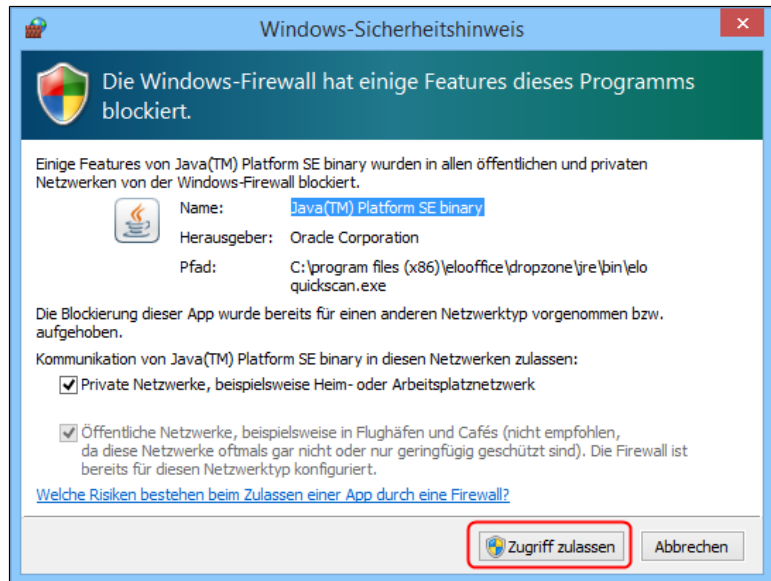 Windows-Sicherheitshinweis
Die Windows-Firewall hat einige Features dieses Programms
blockiert.
Einige Features von Java(TM) Platform SE binary wurden in allen öffentlichen und privaten
Netzwerken von der Windows-Firewall blockiert.
Name: Java(TM) Platform SE binary
Herausgeber: Oracle Corporation
Pfad: C:\program files (x86)\elooffice\dropzone\jre\bin\elo
quickscan.exe
Die Blockierung dieser App wurde bereits für einen anderen Netzwerktyp vorgenommen bzw.
aufgehoben.
Kommunikation von Java(TM) Platform SE binary in diesen Netzwerken zulassen:
Private Netzwerke, beispielsweise Heim- oder Arbeitsplatznetzwerk
Öffentliche Netzwerke, beispielsweise in Flughäfen und Cafés (nicht empfohlen,
da diese Netzwerke oftmals gar nicht oder nur geringfügig geschützt sind). Die Firewall ist
bereits für diesen Netzwerktyp konfiguriert.
Welche Risiken bestehen beim Zulassen einer App durch eine Firewall?
Zugriff zulassen Abbrechen